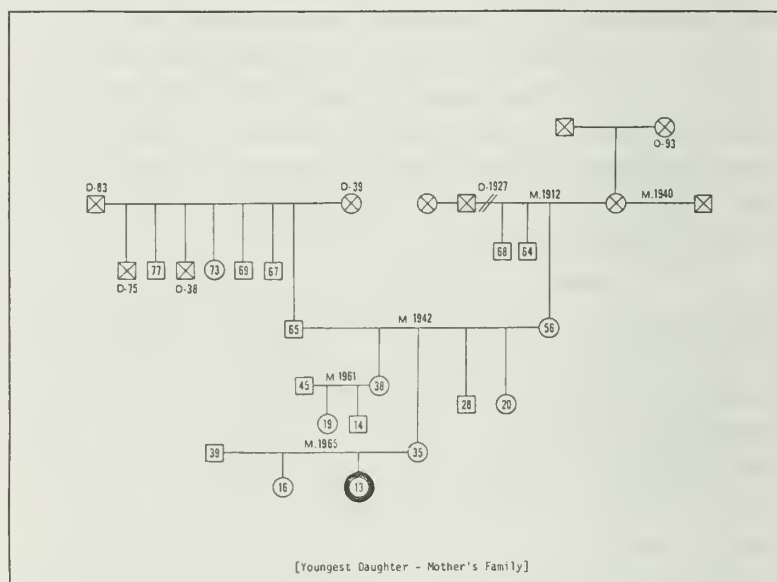 D-93
D-83
D-39
D-1927
M.1912
M.1940
68
64
77
73
69
67
D-75
D-38
65
M 1942
56
45
M 1961
38
19
14
28
20
39
M.1965
35
16
13
[Youngest Daughter - Mother's Family]